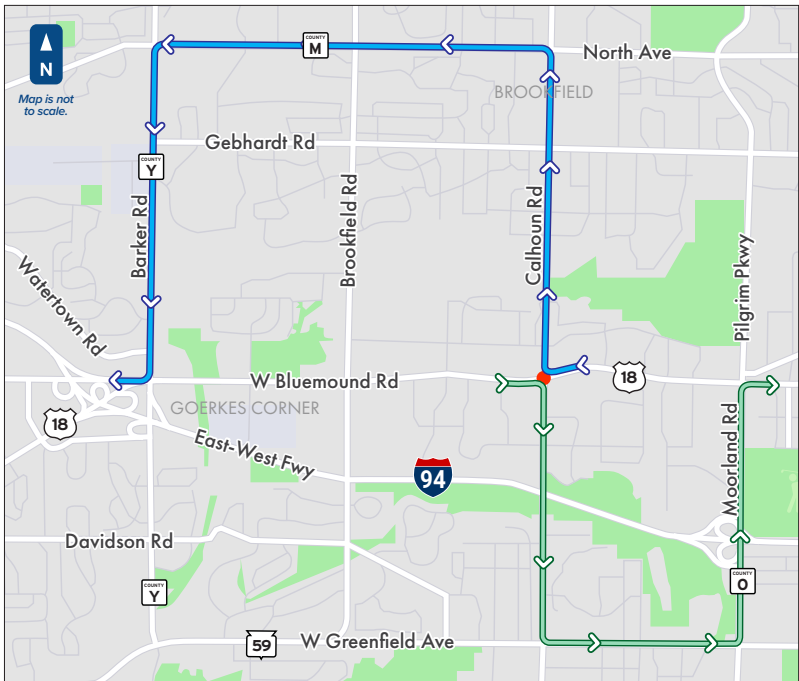 COUNTY
M
North Ave
N
Map is not
to scale.
BROOKFIELD
Gebhardt Rd
COUNTY
Y
Barker Rd
Brookfield Rd
Calhoun Rd
Pilgrim Pkwy
Watertown Rd
W Bluemound Rd
18
GOERKES CORNER
18
East-West Fwy
94
Moorland Rd
Davidson Rd
COUNTY
Y
COUNTY
O
59
W Greenfield Ave